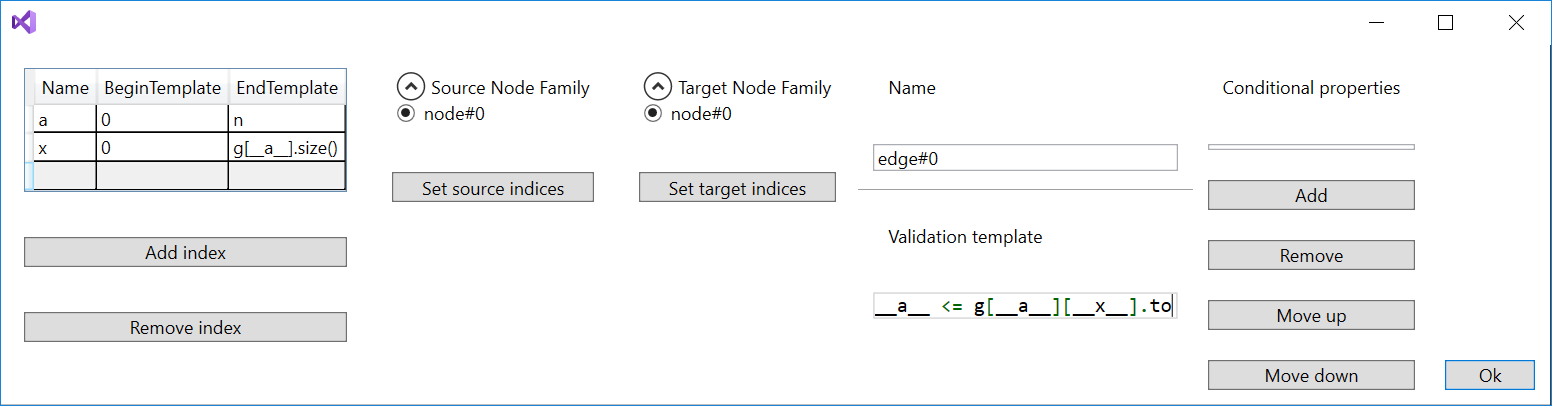 Name BeginTemplate EndTemplate
a 0 n
x 0 g[__a__].size()
Add index
Remove index
Source Node Family
node#0
Set source indices
Target Node Family
node#0
Set target indices
Name
edge#0
Validation template
__a__ <= g[__a__][__x__].to
Conditional properties
Add
Remove
Move up
Move down
Ok